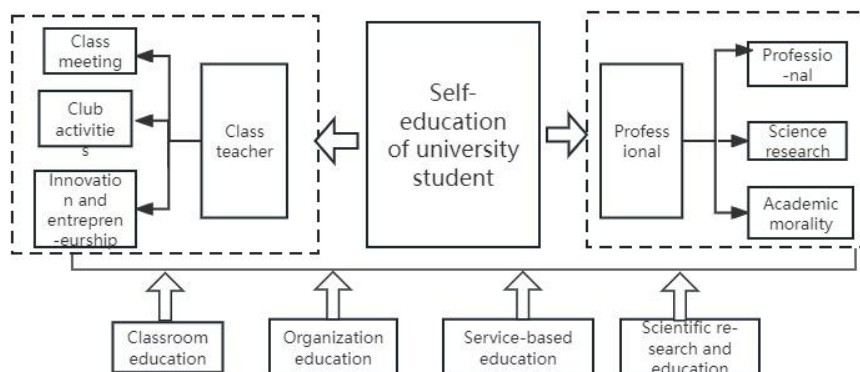 Class
meeting
Club
activitie
s
Innovatio
n and
entrepren
-eurship
Class
teacher
Self-
education
of university
student
Profess
ional
Professio
-nal
Science
research
Academic
morality
Classroom
education
Organization
education
Service-based
education
Scientific re-
search and
education